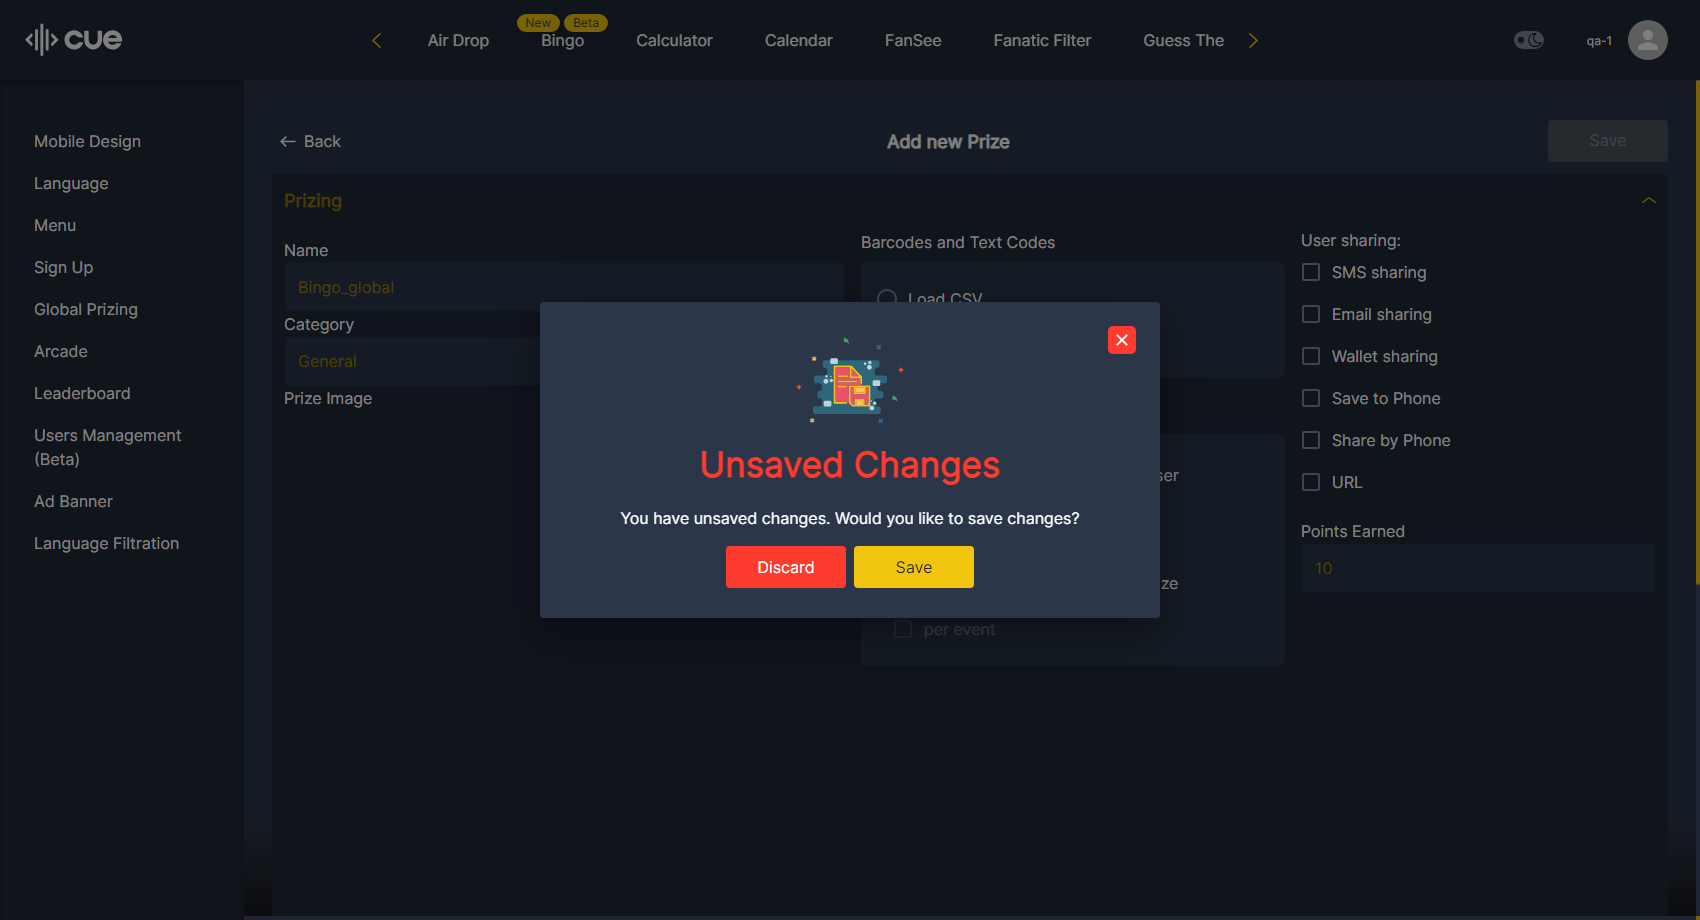 cue
Air Drop
New
Beta
Bingo
Calculator
Calendar
FanSee
Fanatic Filter
Guess The
qa-1
Mobile Design
Language
Menu
Sign Up
Global Prizing
Arcade
Leaderboard
Users Management
(Beta)
Ad Banner
Language Filtration
Back
Add new Prize
Save
Prizing
Name
Bingo_global
Category
General
Prize Image
Barcodes and Text Codes
Load CSV
per event
User sharing:
SMS sharing
Email sharing
Wallet sharing
Save to Phone
Share by Phone
URL
Points Earned
10
Unsaved Changes
You have unsaved changes. Would you like to save changes?
Discard
Save